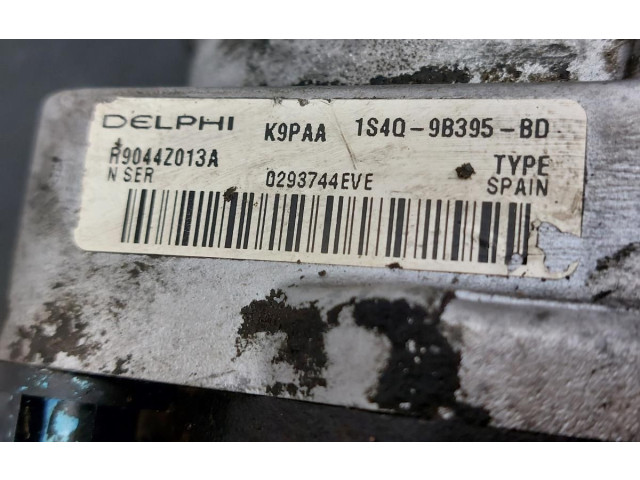 DELPHI K9PAA 1S4Q-9B395-BD
R9044Z013A TYPE
N SER 0293744EVE SPAIN